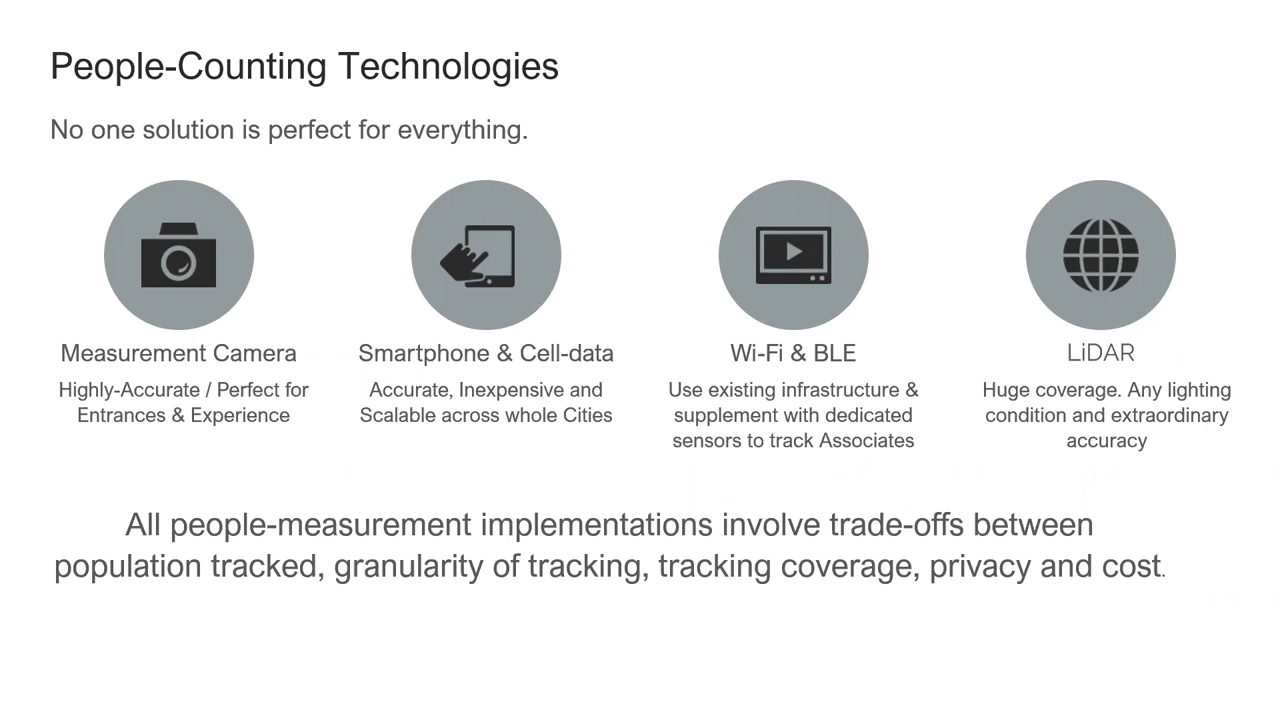 People-Counting Technologies
No one solution is perfect for everything.
Measurement Camera
Highly-Accurate / Perfect for
Entrances & Experience
Smartphone & Cell-data
Accurate, Inexpensive and
Scalable across whole Cities
Wi-Fi & BLE
Use existing infrastructure &
supplement with dedicated
sensors to track Associates
LiDAR
Huge coverage. Any lighting
condition and extraordinary
accuracy
All people-measurement implementations involve trade-offs between
population tracked, granularity of tracking, tracking coverage, privacy and cost.